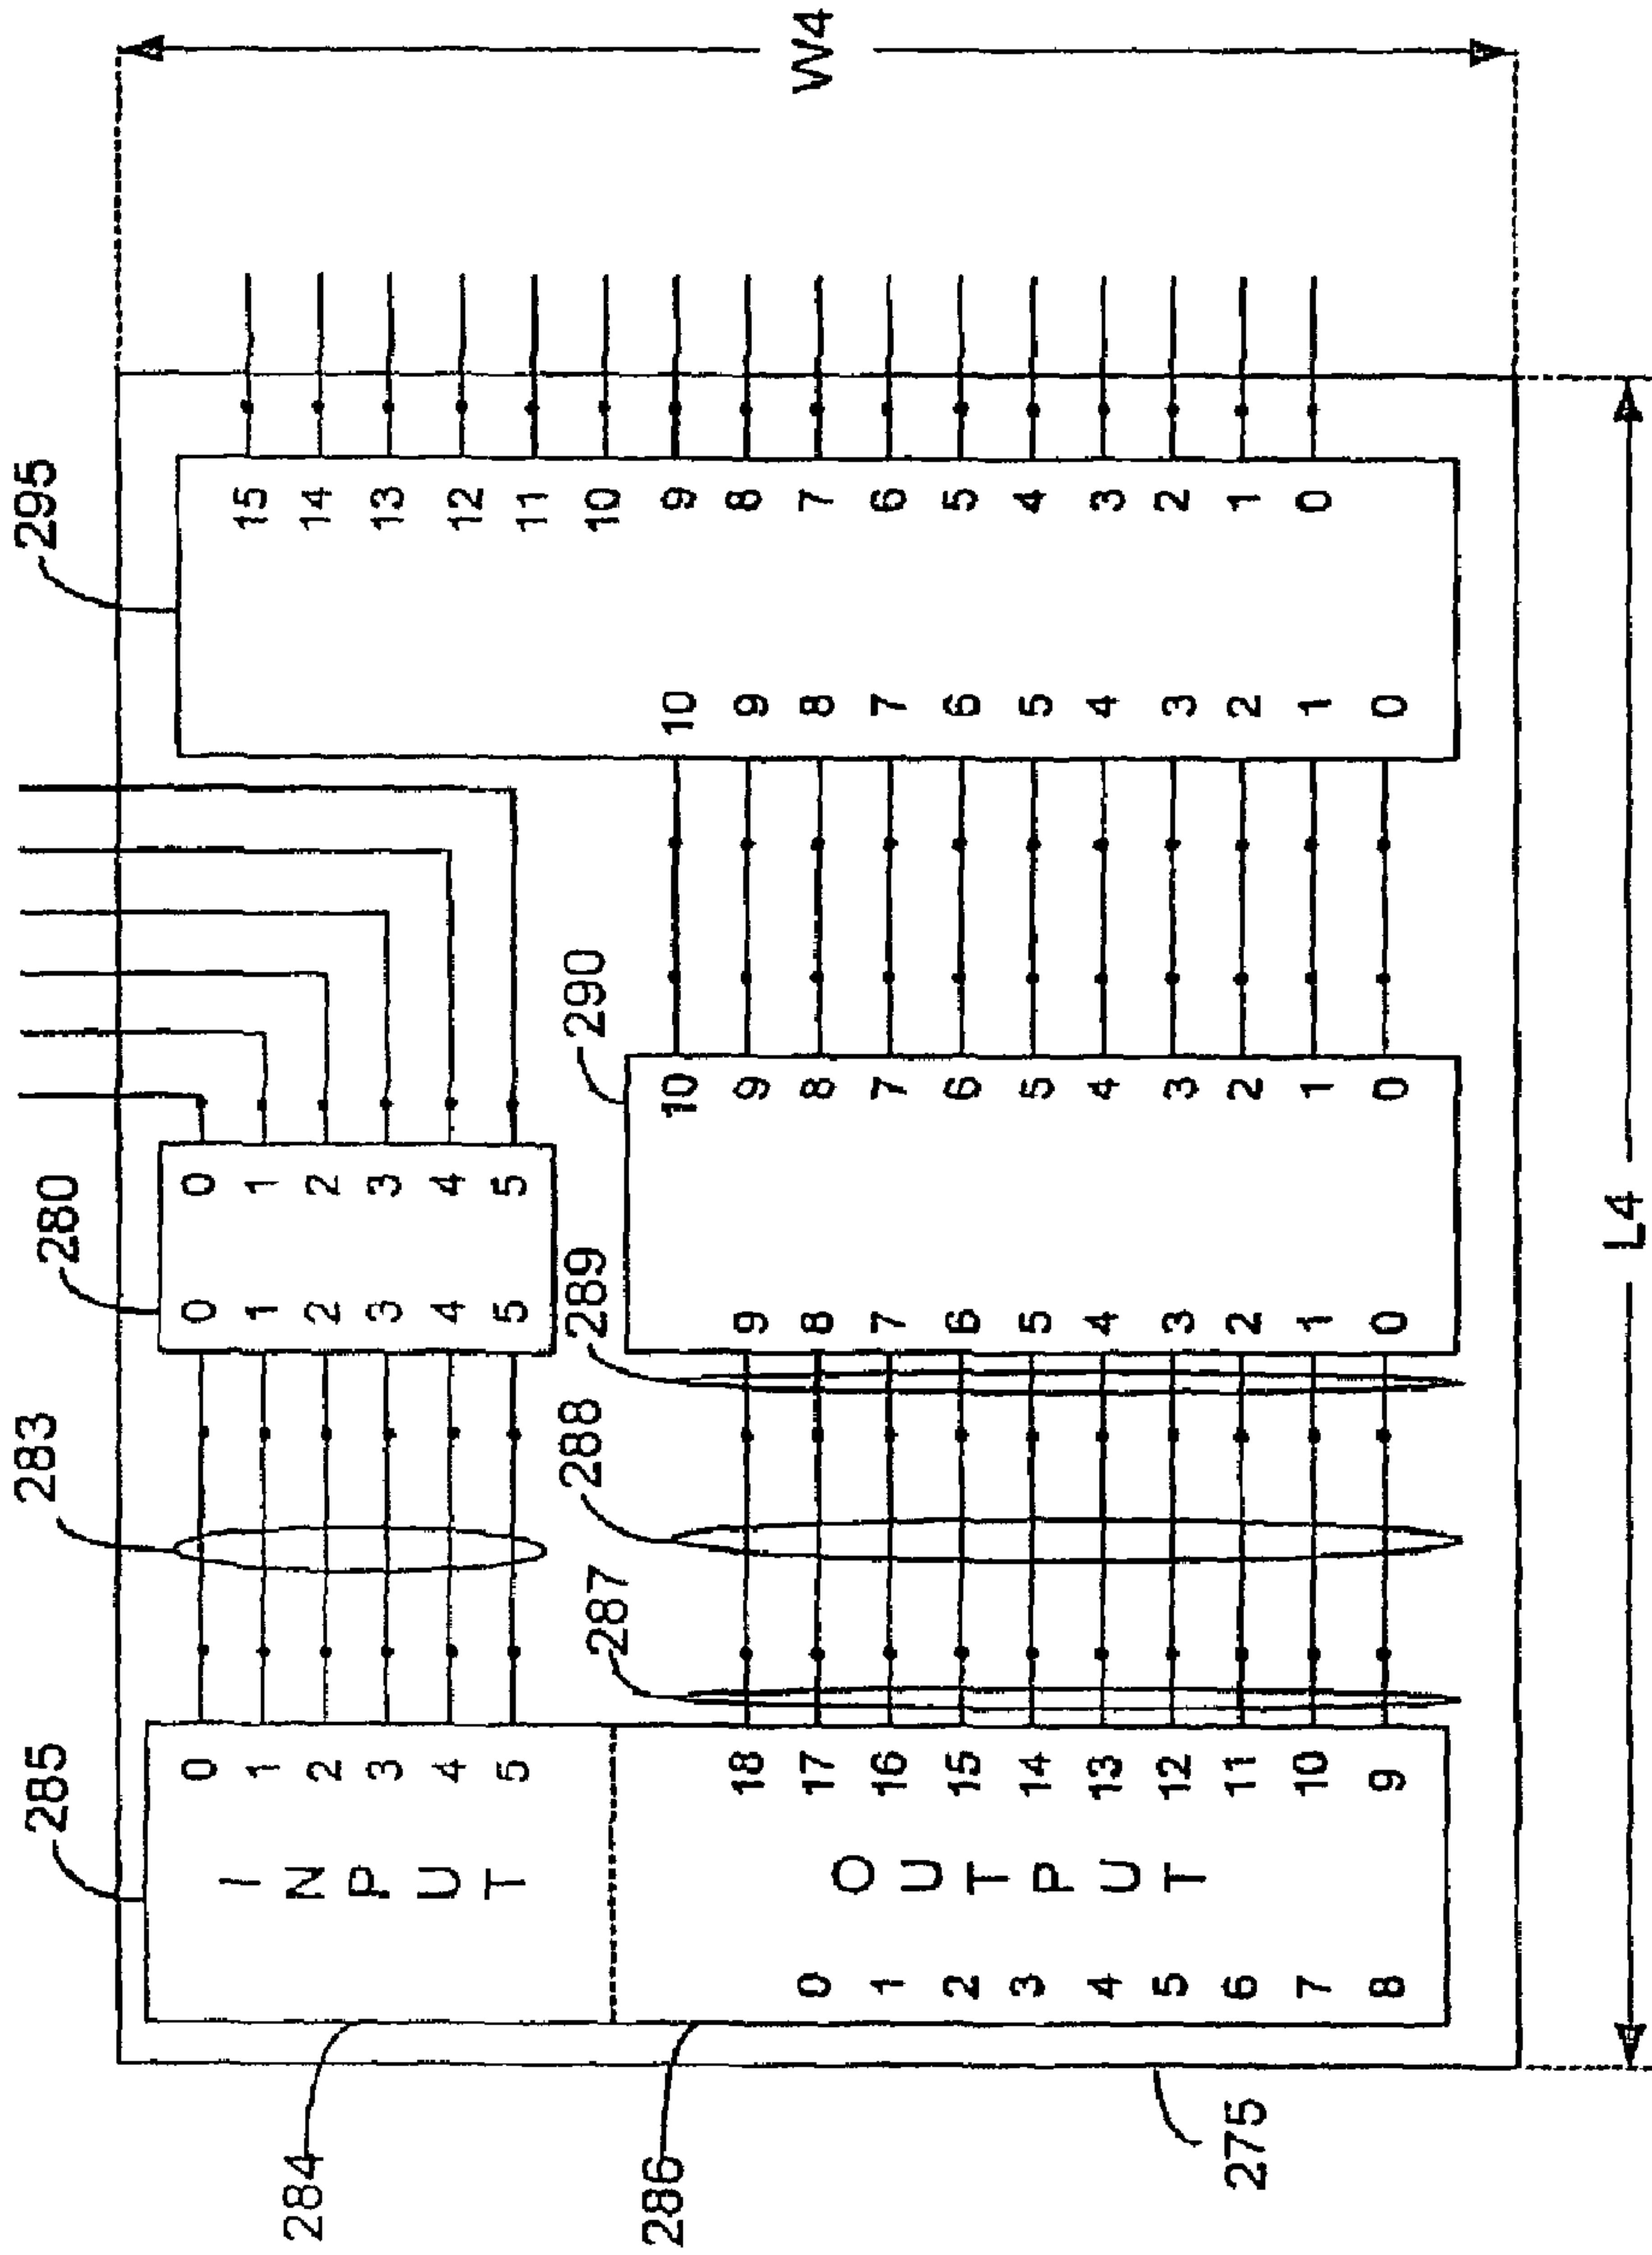 285 283 280 295
0 0 0
I 1 1 1 15
284 N 2 2 2 14
P 3 3 3 13
U 4 4 4 12
T 5 5 5 11
287 288 289 290 10
286 10 10 9
18 9 9 9 8
0 O 17 8 8 8 7 W4
1 U 16 7 7 7 6
2 T 15 6 6 6 5
3 P 14 5 5 5 4
4 U 13 4 4 4 3
5 T 12 3 3 3 2
6 11 2 2 2 1
275 7 10 1 1 1 0
8 9 0 0 0
L4